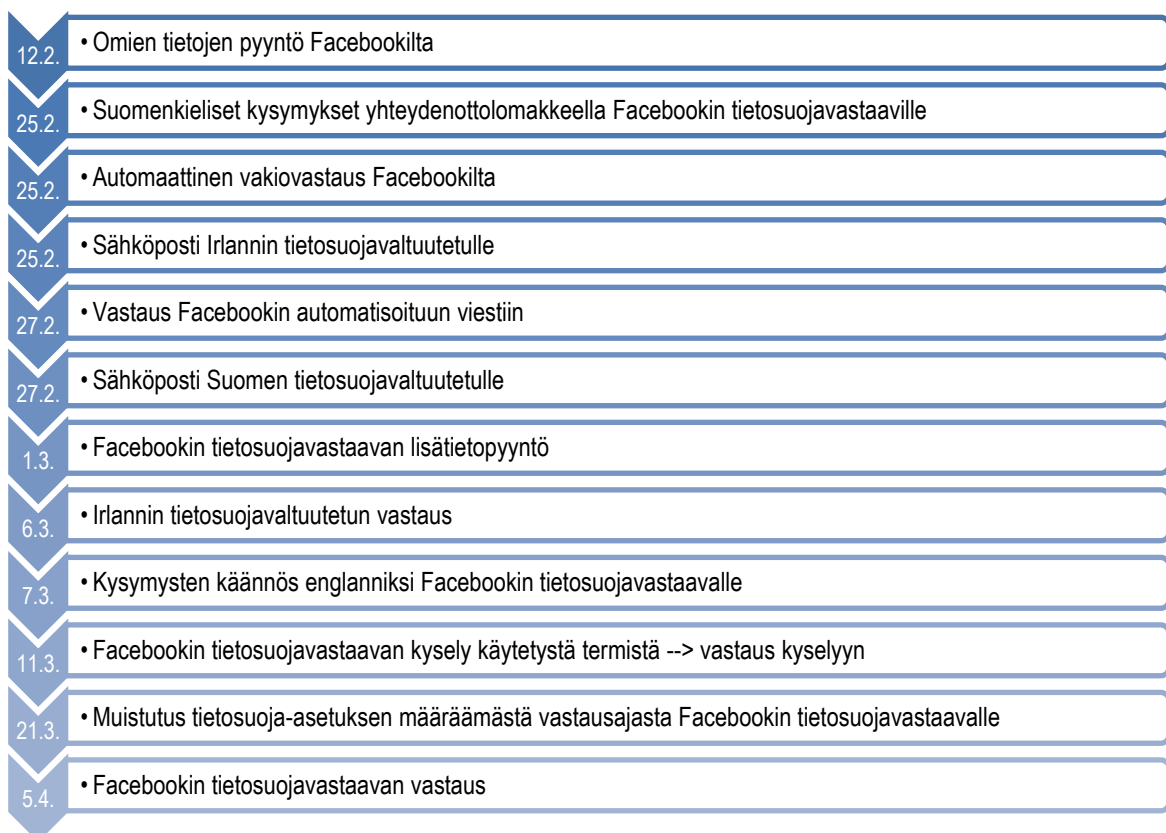 12.2.
• Omien tietojen pyyntö Facebookilta
25.2.
• Suomenkieliset kysymykset yhteydenottolomakkeella Facebookin tietosuojavastaaville
25.2.
• Automaattinen vakiovastaus Facebookilta
25.2.
• Sähköposti Irlannin tietosuojavaltuutetulle
27.2.
• Vastaus Facebookin automatisoituun viestiin
27.2.
• Sähköposti Suomen tietosuojavaltuutetulle
1.3.
• Facebookin tietosuojavastaavan lisätietopyyntö
6.3.
• Irlannin tietosuojavaltuutetun vastaus
7.3.
• Kysymysten käännös englanniksi Facebookin tietosuojavastaavalle
11.3.
• Facebookin tietosuojavastaavan kysely käytetystä termistä --> vastaus kyselyyn
21.3.
• Muistutus tietosuoja-asetuksen määräämästä vastausajasta Facebookin tietosuojavastaavalle
5.4.
• Facebookin tietosuojavastaavan vastaus